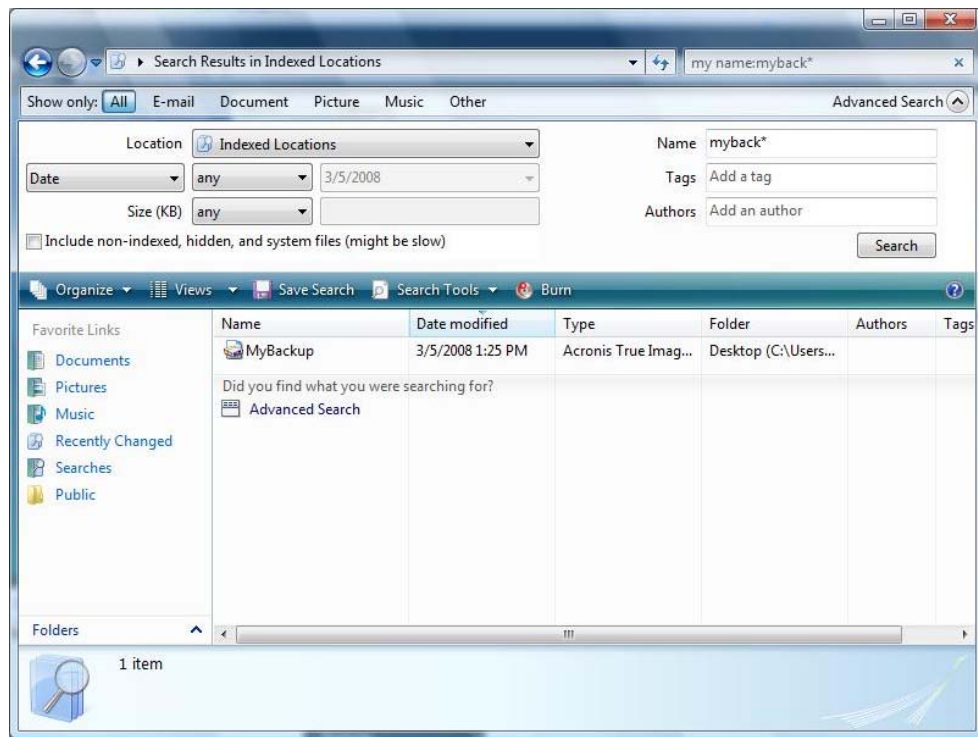 Search Results in Indexed Locations
my name:myback*
Show only: All E-mail Document Picture Music Other Advanced Search
Location Indexed Locations Name myback*
Date any 3/5/2008 Tags Add a tag
Size (KB) any Authors Add an author
Include non-indexed, hidden, and system files (might be slow) Search
Organize Views Save Search Search Tools Burn
Favorite Links
Documents
Pictures
Music
Recently Changed
Searches
Public
Folders
Name Date modified Type Folder Authors Tags
MyBackup 3/5/2008 1:25 PM Acronis True Imag... Desktop (C:\Users...
Did you find what you were searching for?
Advanced Search
1 item